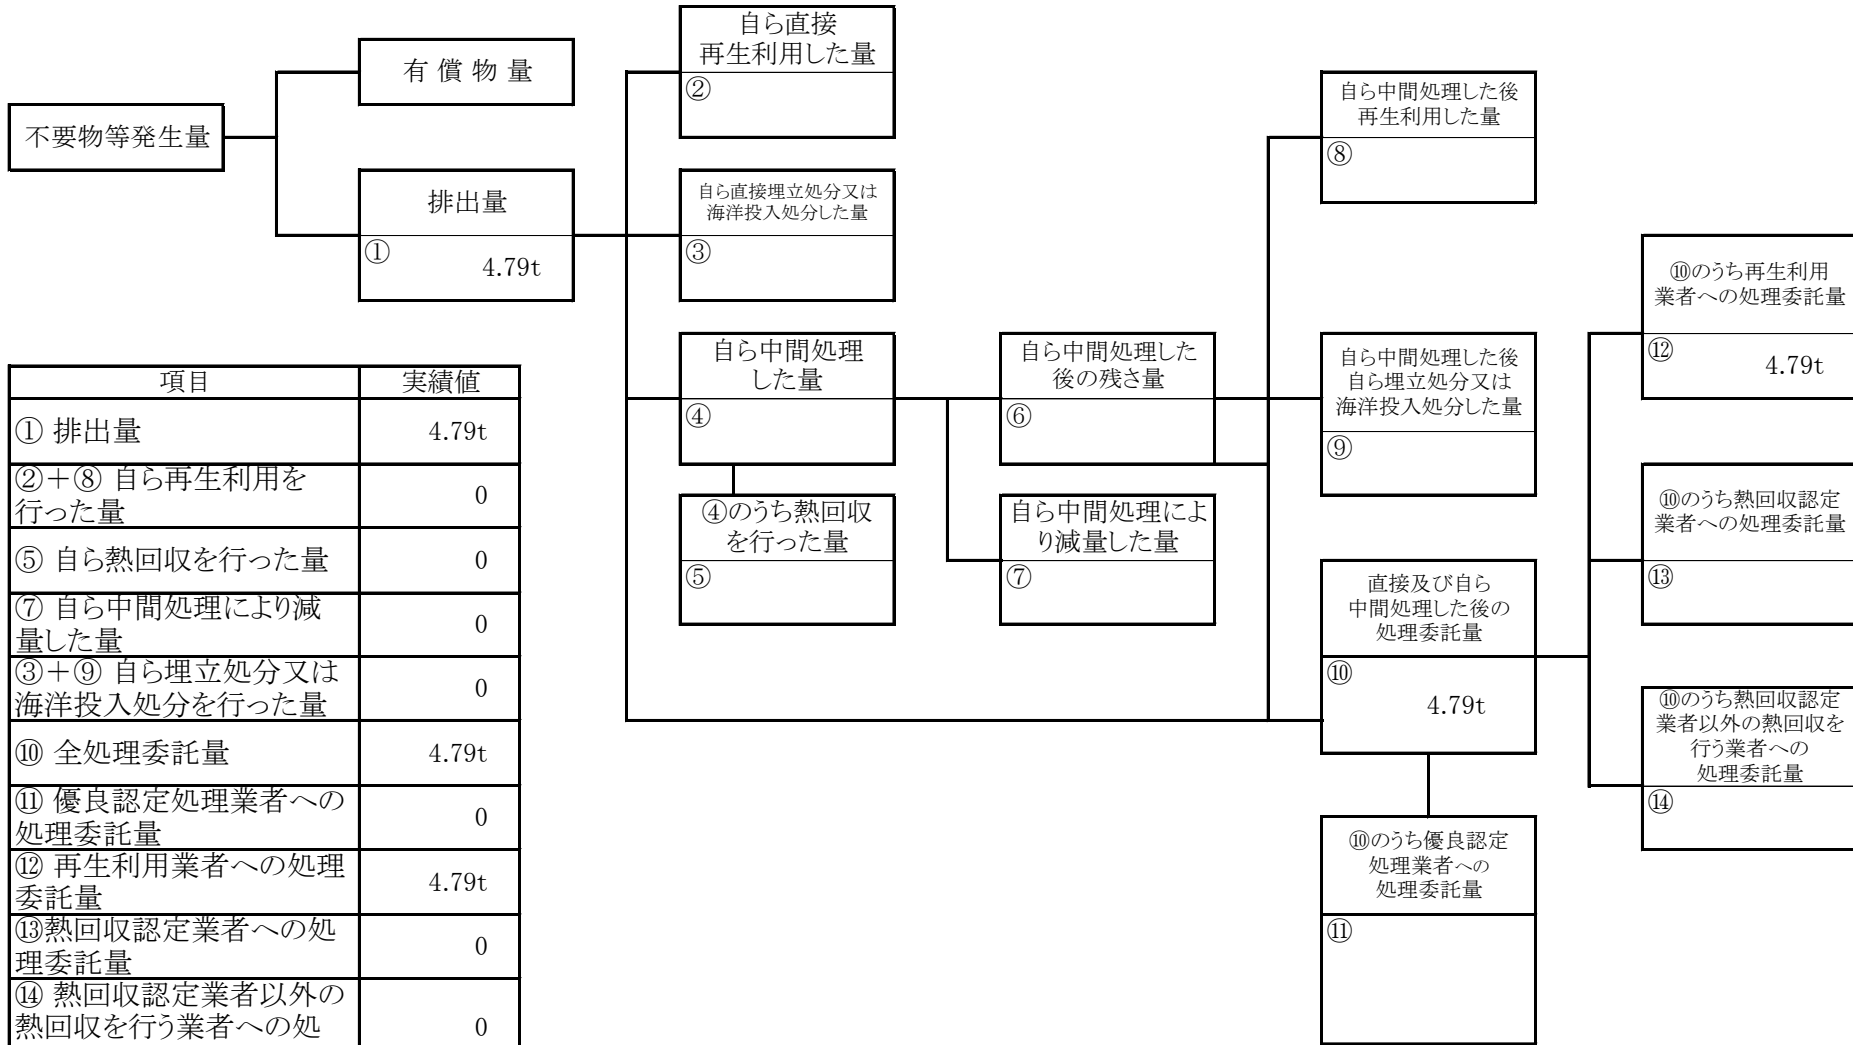 自ら直接
再生利用した量
②
有 償 物 量
自ら中間処理した後
再生利用した量
⑧
不要物等発生量
排出量
①
4.79t
自ら直接埋立処分又は
海洋投入処分した量
③
⑩のうち再生利用
業者への処理委託量
⑫
4.79t
自ら中間処理
した量
④
自ら中間処理した
後の残さ量
⑥
自ら中間処理した後
自ら埋立処分又は
海洋投入処分した量
⑨
④のうち熱回収
を行った量
⑤
自ら中間処理によ
り減量した量
⑦
⑩のうち熱回収認定
業者への処理委託量
⑬
直接及び自ら
中間処理した後の
処理委託量
⑩
4.79t
⑩のうち熱回収認定
業者以外の熱回収を
行う業者への
処理委託量
⑭
⑩のうち優良認定
処理業者への
処理委託量
⑪
項目 実績値
① 排出量 4.79t
②+⑧ 自ら再生利用を
行った量 0
⑤ 自ら熱回収を行った量 0
⑦ 自ら中間処理により減
量した量 0
③+⑨ 自ら埋立処分又は
海洋投入処分を行った量 0
⑩ 全処理委託量 4.79t
⑪ 優良認定処理業者への
処理委託量 0
⑫ 再生利用業者への処理
委託量 4.79t
⑬熱回収認定業者への処
理委託量 0
⑭ 熱回収認定業者以外の
熱回収を行う業者への処 0